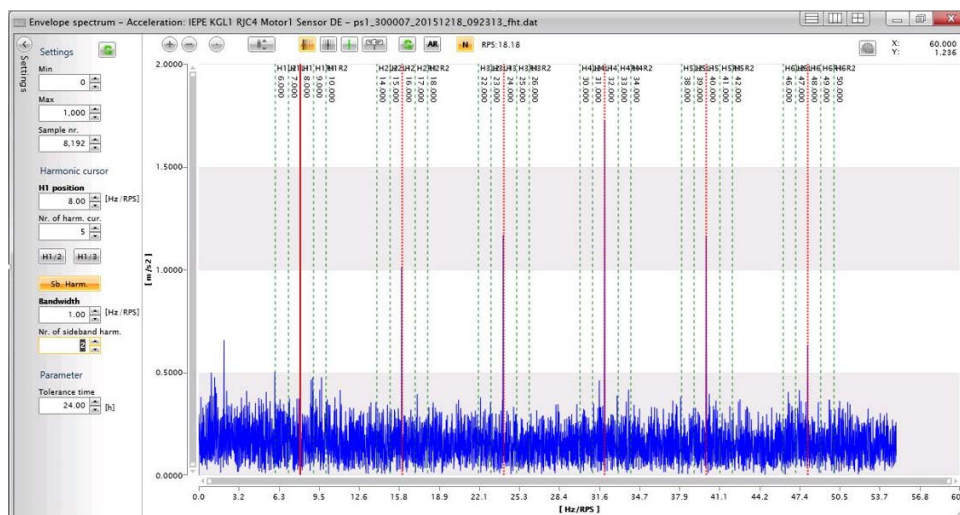 Envelope spectrum - Acceleration: IEPE KGL1 RJC4 Motor1 Sensor DE - ps1_300007_20151218_092313_fht.dat
Settings
Settings
Min
0
Max
1,000
Sample nr.
8,192
Harmonic cursor
H1 position
8.00 [Hz/RPS]
Nr. of harm. cur.
5
H1/2 H1/3
Sb. Harm.
Bandwidth
1.00 [Hz/RPS]
Nr. of sideband harm.
2
Parameter
Tolerance time
24.00 [h]
AR N RPS:18.18
X: 60.000
Y: 1.236
6.000 7.000 8.000 9.000 10.000 14.000 15.000 16.000 17.000 18.000 22.000 23.000 24.000 25.000 26.000 30.000 31.000 32.000 33.000 34.000 38.000 39.000 40.000 41.000 42.000 46.000 47.000 48.000 49.000 50.000
2.0000
1.5000
1.0000
0.5000
0.0000
[m/s2]
0.0 3.2 6.3 9.5 12.6 15.8 18.9 22.1 25.3 28.4 31.6 34.7 37.9 41.1 44.2 47.4 50.5 53.7 56.8 60.0
[Hz/RPS]